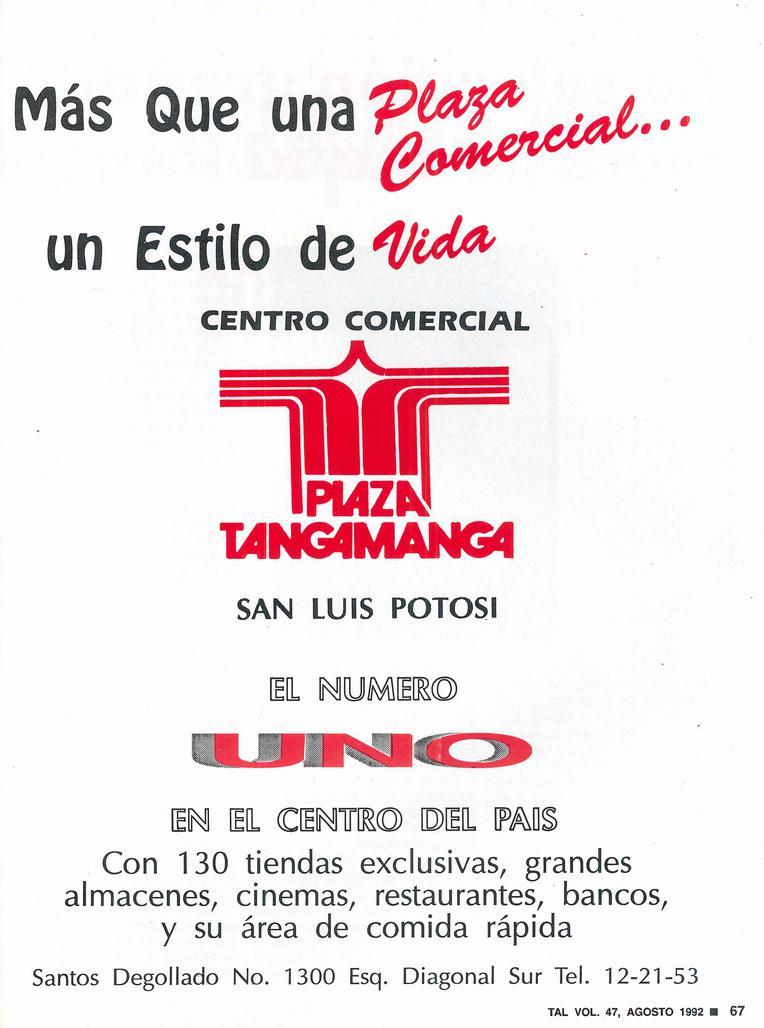 Más Que una Plaza
Comercial...
un Estilo de Vida
CENTRO COMERCIAL
PLAZA
TANGAMANGA
SAN LUIS POTOSI
EL NUMERO
UNO
EN EL CENTRO DEL PAIS
Con 130 tiendas exclusivas, grandes
almacenes, cinemas, restaurantes, bancos,
y su área de comida rápida
Santos Degollado No. 1300 Esq. Diagonal Sur Tel. 12-21-53
TAL VOL. 47, AGOSTO 1992 ■ 67